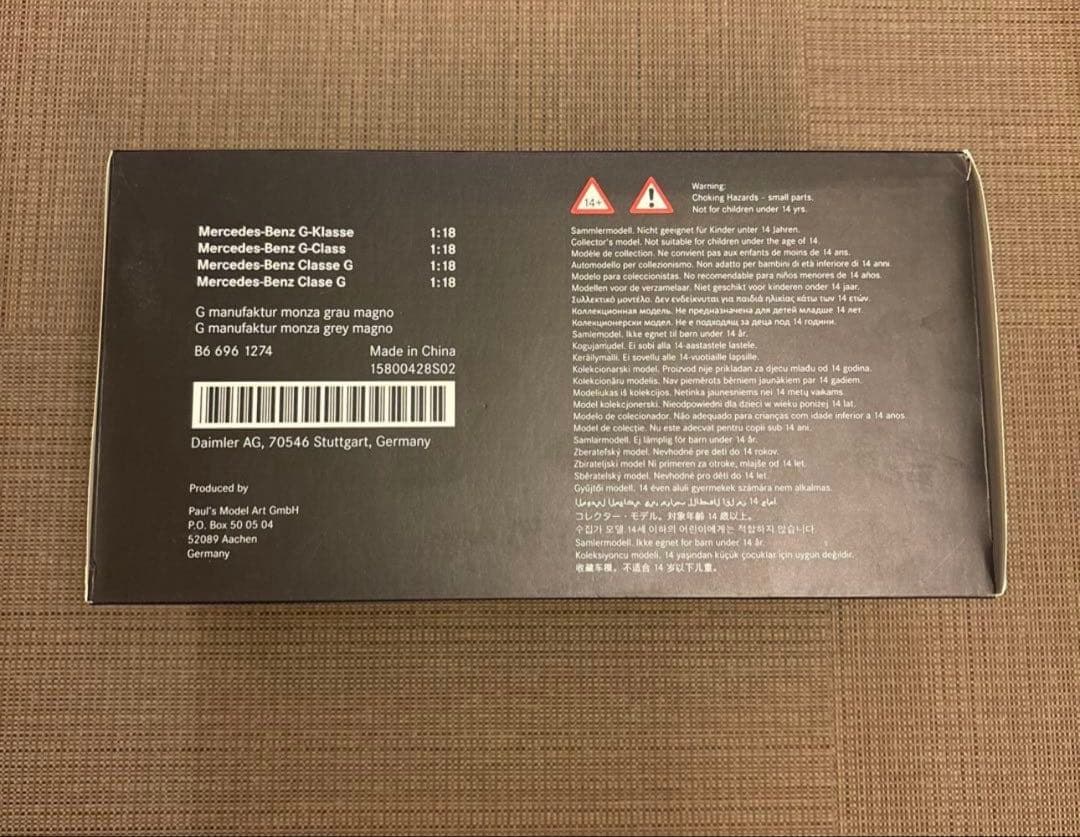 Mercedes-Benz G-Klasse 1:18
Mercedes-Benz G-Class 1:18
Mercedes-Benz Classe G 1:18
Mercedes-Benz Clase G 1:18
G manufaktur monza grau magno
G manufaktur monza grey magno
B6 696 1274 Made in China
15800428S02
Daimler AG, 70546 Stuttgart, Germany
Produced by
Paul's Model Art GmbH
P.O. Box 50 05 04
52089 Aachen
Germany
14+
!
Warning:
Choking Hazards - small parts.
Not for children under 14 yrs.
Sammlermodell. Nicht geeignet für Kinder unter 14 Jahren.
Collector's model. Not suitable for children under the age of 14.
Modèle de collection. Ne convient pas aux enfants de moins de 14 ans.
Automodello per collezionismo. Non adatto per bambini di età inferiore di 14 anni.
Modelo para coleccionistas. No recomendable para niños menores de 14 años.
Modellen voor de verzamelaar. Niet geschikt voor kinderen onder 14 jaar.
Συλλεκτικό μοντέλο. Δεν ενδείκνυται για παιδιά ηλικίας κάτω των 14 ετών.
Коллекционная модель. Не предназначена для детей младше 14 лет.
Колекционерски модел. Не е подходящ за деца под 14 години.
Samlemodel. Ikke egnet til børn under 14 år.
Kogujamudel. Ei sobi alla 14-aastastele lastele.
Keräilymalli. Ei sovellu alle 14-vuotiaille lapsille.
Kolekcionarski model. Proizvod nije prikladan za djecu mlađu od 14 godina.
Kolekcionāru modelis. Nav piemērots bērniem jaunākiem par 14 gadiem.
Modeliukas iš kolekcijos. Netinka jaunesniems nei 14 metų vaikams.
Model kolekcjonerski. Nieodpowiedni dla dzieci w wieku poniżej 14 lat.
Modelo de colecionador. Não adequado para crianças com idade inferior a 14 anos.
Model de colecție. Nu este adecvat pentru copii sub 14 ani.
Samlarmodell. Ej lämplig för barn under 14 år.
Zberateľský model. Nevhodné pre deti do 14 rokov.
Zbirateljski model Ni primeren za otroke, mlajše od 14 let.
Sběratelský model. Nevhodné pro děti do 14 let.
Gyűjtői modell. 14 éven aluli gyermekek számára nem alkalmas.
14
コレクター・モデル。対象年齢 14 歳以上。
수집가 모델 14세 이하의 어린이에게는 적합하지 않습니다.
Samlermodell. Ikke egnet for barn under 14 år.
Koleksiyoncu modeli. 14 yaşından küçük çocuklar için uygun değildir.
收藏车模。不适合 14 岁以下儿童。